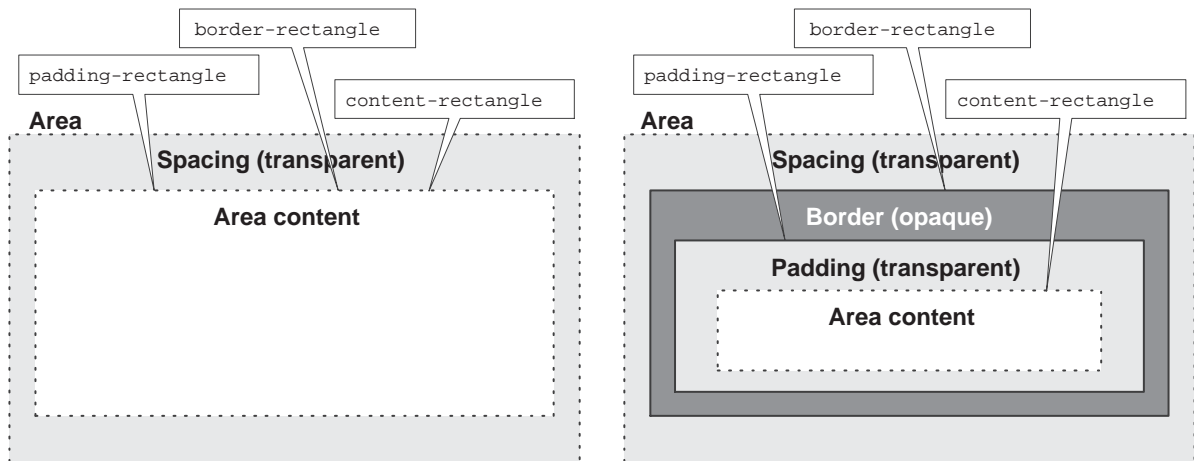 border-rectangle
padding-rectangle
content-rectangle
Area
Spacing (transparent)
Area content
border-rectangle
padding-rectangle
content-rectangle
Area
Spacing (transparent)
Border (opaque)
Padding (transparent)
Area content